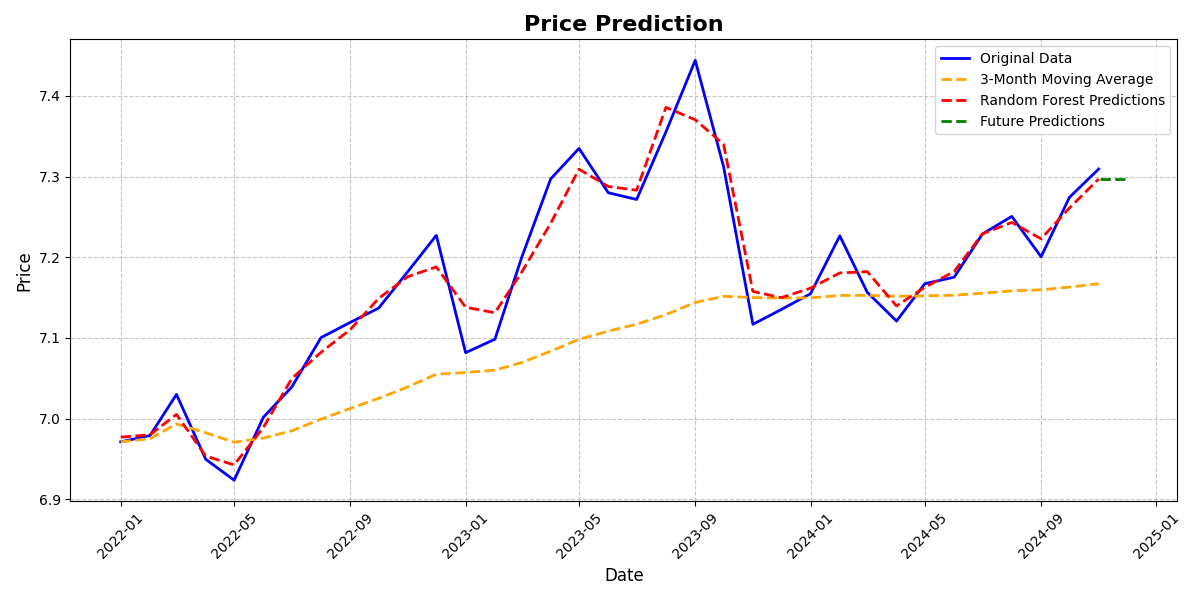 Price Prediction
Original Data
3-Month Moving Average
Random Forest Predictions
Future Predictions
Price
7.4
7.3
7.2
7.1
7.0
6.9
2022-01
2022-05
2022-09
2023-01
2023-05
2023-09
2024-01
2024-05
2024-09
2025-01
Date